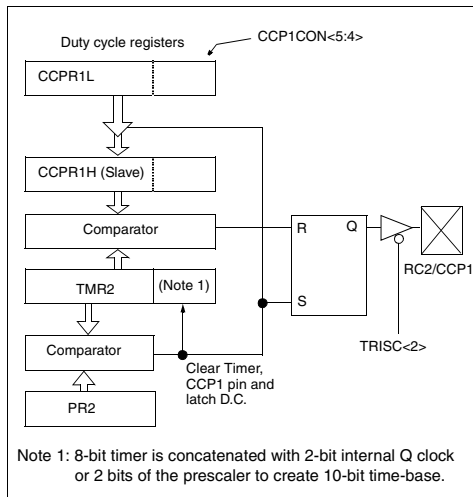 Duty cycle registers
CCP1CON<5:4>
CCPR1L
CCPR1H (Slave)
Comparator
R
Q
RC2/CCP1
TMR2
(Note 1)
S
TRISC<2>
Comparator
Clear Timer,
CCP1 pin and
latch D.C.
PR2
Note 1: 8-bit timer is concatenated with 2-bit internal Q clock
or 2 bits of the prescaler to create 10-bit time-base.